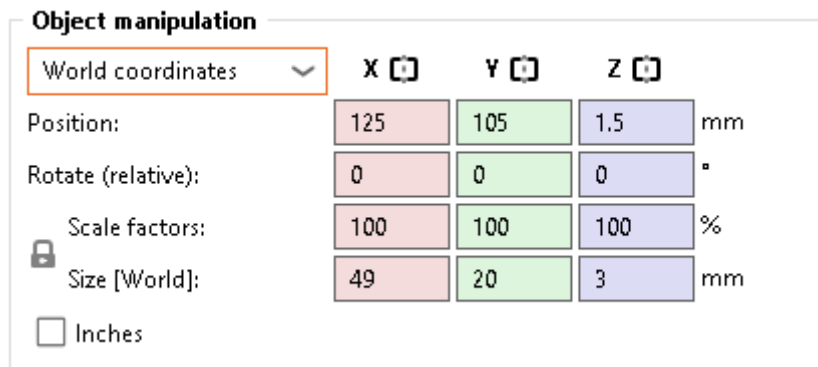 Object manipulation
World coordinates X Y Z
Position: 125 105 1.5 mm
Rotate (relative): 0 0 0 °
Scale factors: 100 100 100 %
Size [World]: 49 20 3 mm
Inches